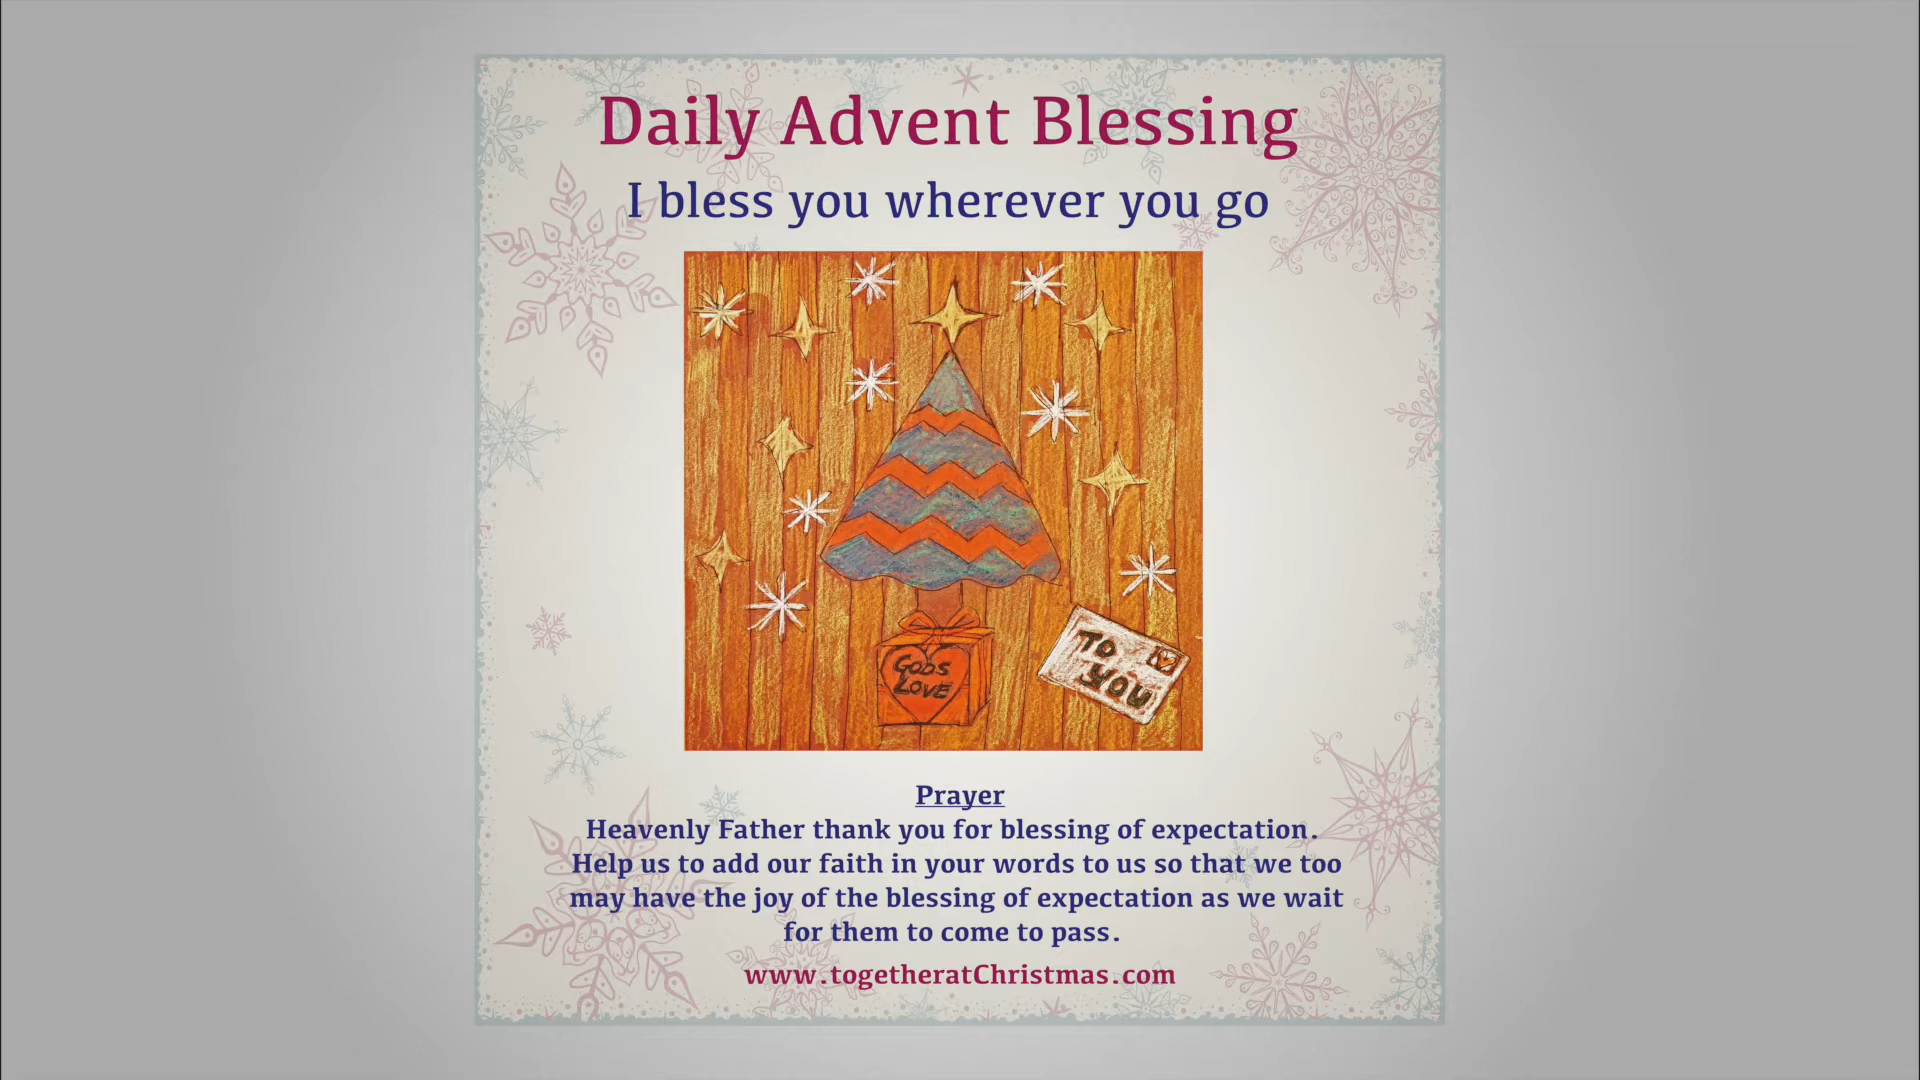 Daily Advent Blessing
I bless you wherever you go
GODS
LOVE
TO
YOU
Prayer
Heavenly Father thank you for blessing of expectation.
Help us to add our faith in your words to us so that we too
may have the joy of the blessing of expectation as we wait
for them to come to pass.
www.togetheratChristmas.com